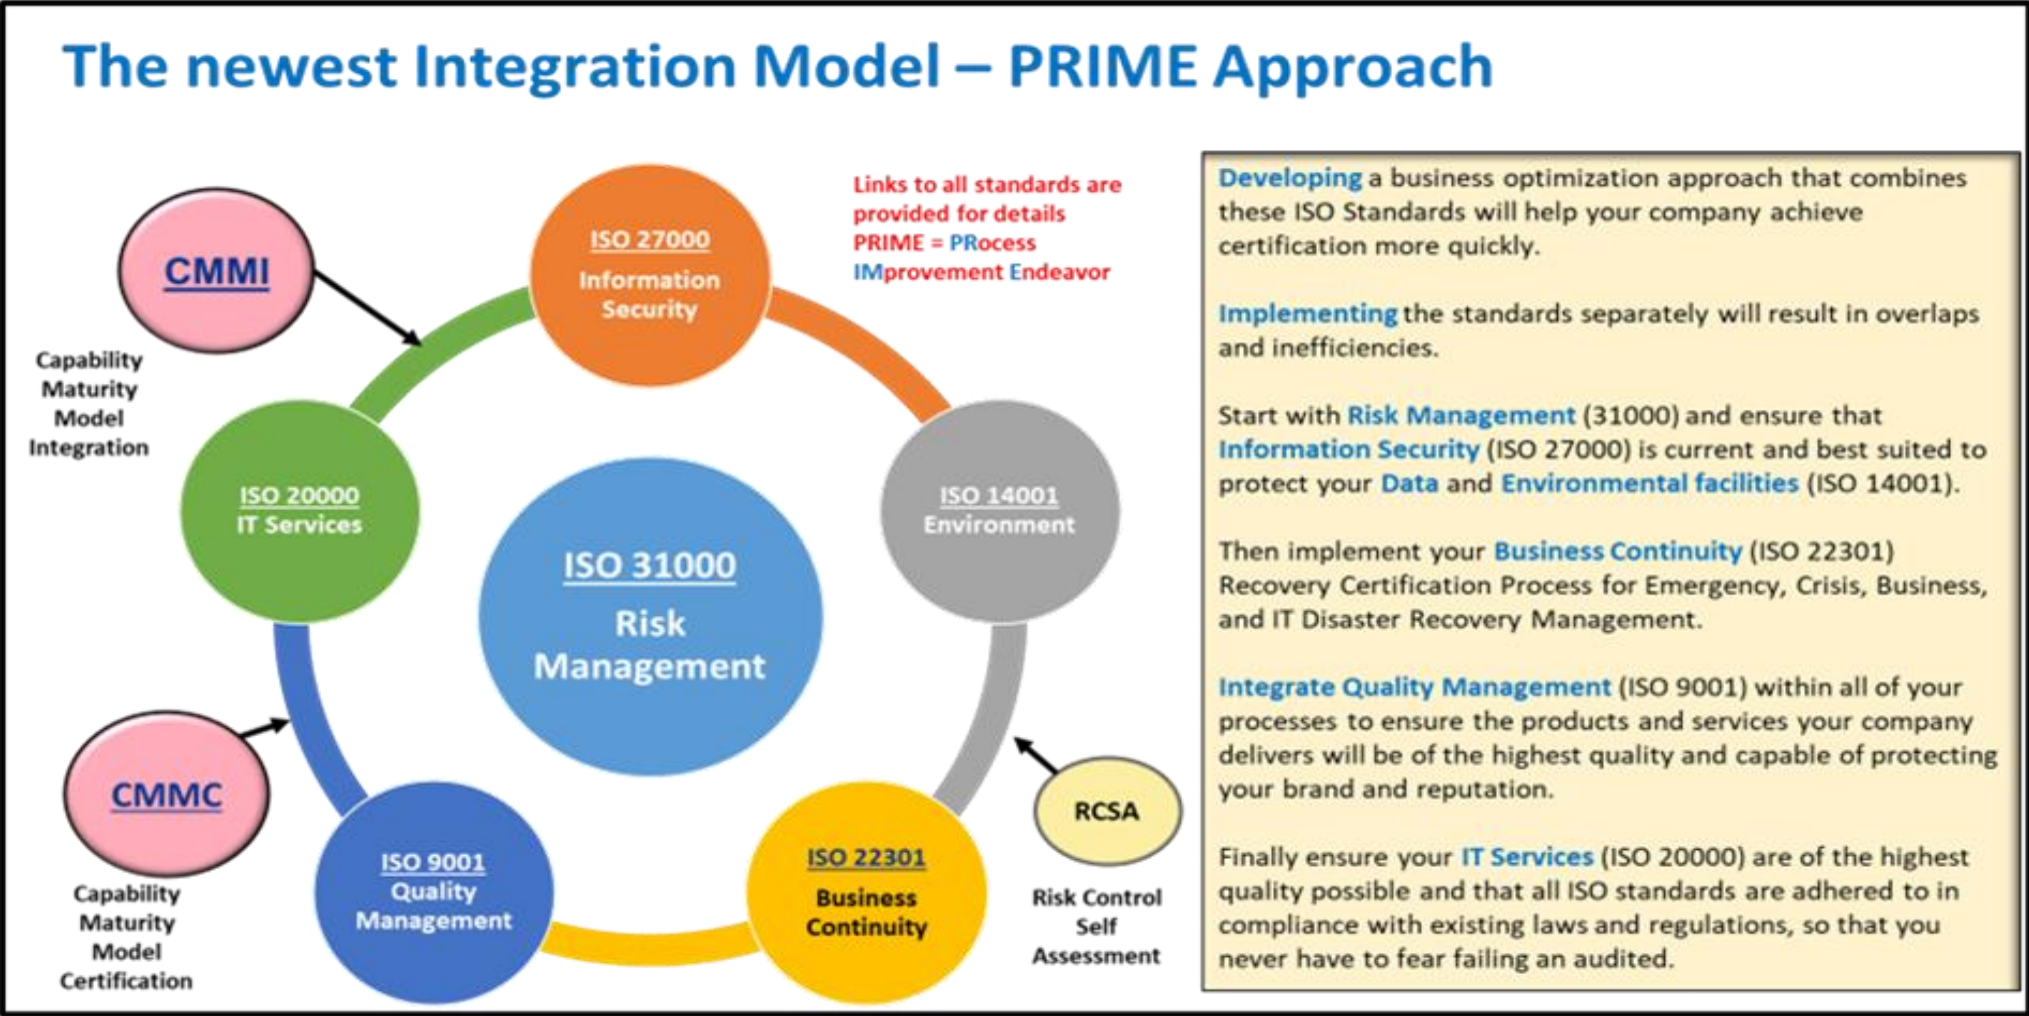 The newest Integration Model – PRIME Approach
CMMI
Capability
Maturity
Model
Integration
ISO 27000
Information
Security
Links to all standards are
provided for details
PRIME = PRocess
IMprovement Endeavor
ISO 20000
IT Services
ISO 14001
Environment
ISO 31000
Risk
Management
CMMC
Capability
Maturity
Model
Certification
ISO 9001
Quality
Management
ISO 22301
Business
Continuity
RCSA
Risk Control
Self
Assessment
Developing a business optimization approach that combines
these ISO Standards will help your company achieve
certification more quickly.
Implementing the standards separately will result in overlaps
and inefficiencies.
Start with Risk Management (31000) and ensure that
Information Security (ISO 27000) is current and best suited to
protect your Data and Environmental facilities (ISO 14001).
Then implement your Business Continuity (ISO 22301)
Recovery Certification Process for Emergency, Crisis, Business,
and IT Disaster Recovery Management.
Integrate Quality Management (ISO 9001) within all of your
processes to ensure the products and services your company
delivers will be of the highest quality and capable of protecting
your brand and reputation.
Finally ensure your IT Services (ISO 20000) are of the highest
quality possible and that all ISO standards are adhered to in
compliance with existing laws and regulations, so that you
never have to fear failing an audited.